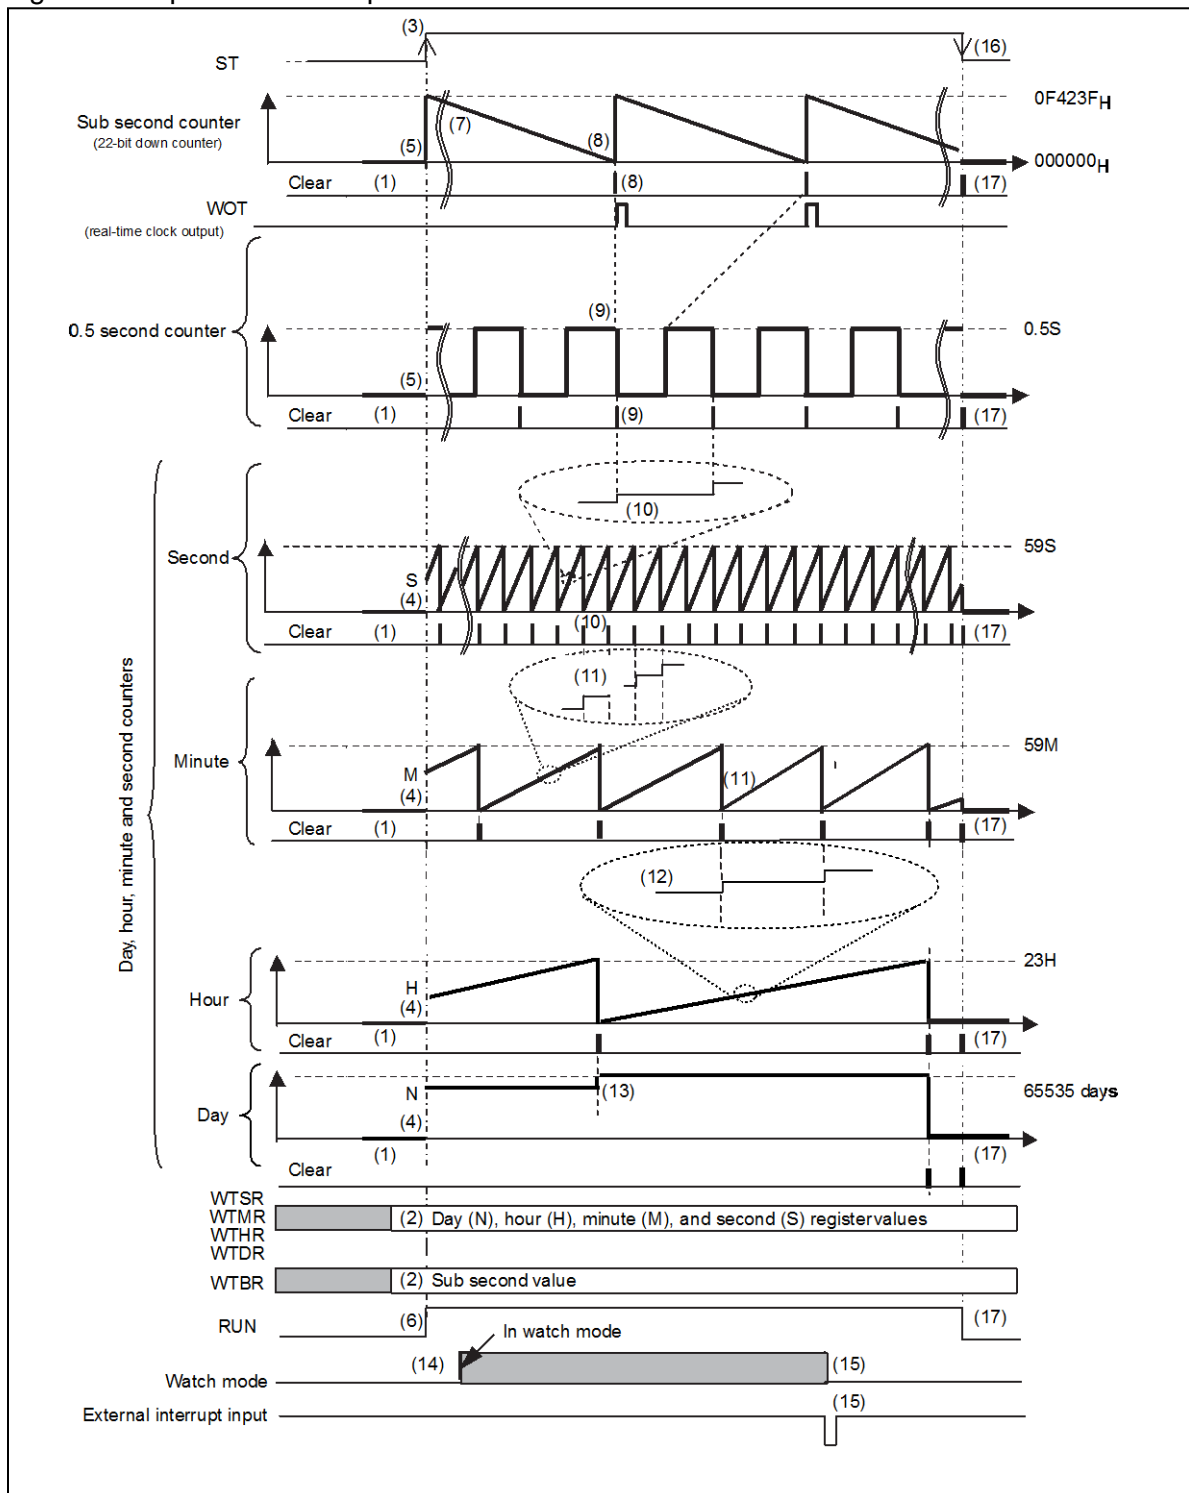 (3)
ST
(16)
0F423FH
Sub second counter
(22-bit down counter)
(7)
(5)
(8)
000000H
Clear
(1)
(8)
(17)
WOT
(real-time clock output)
0.5 second counter
(9)
0.5S
(5)
Clear
(1)
(9)
(17)
Day, hour, minute and second counters
(10)
Second
59S
S
(4)
(10)
Clear
(1)
(17)
(11)
Minute
59M
M
(4)
(11)
Clear
(1)
(17)
(12)
23H
Hour
H
(4)
(1)
Clear
(17)
N
(13)
65535 days
Day
(4)
(1)
(17)
Clear
WTSR
WTMR
WTHR
WTDR
(2) Day (N), hour (H), minute (M), and second (S) registervalues
WTBR
(2) Sub second value
RUN
(6)
(17)
In watch mode
(14)
(15)
Watch mode
External interrupt input
(15)